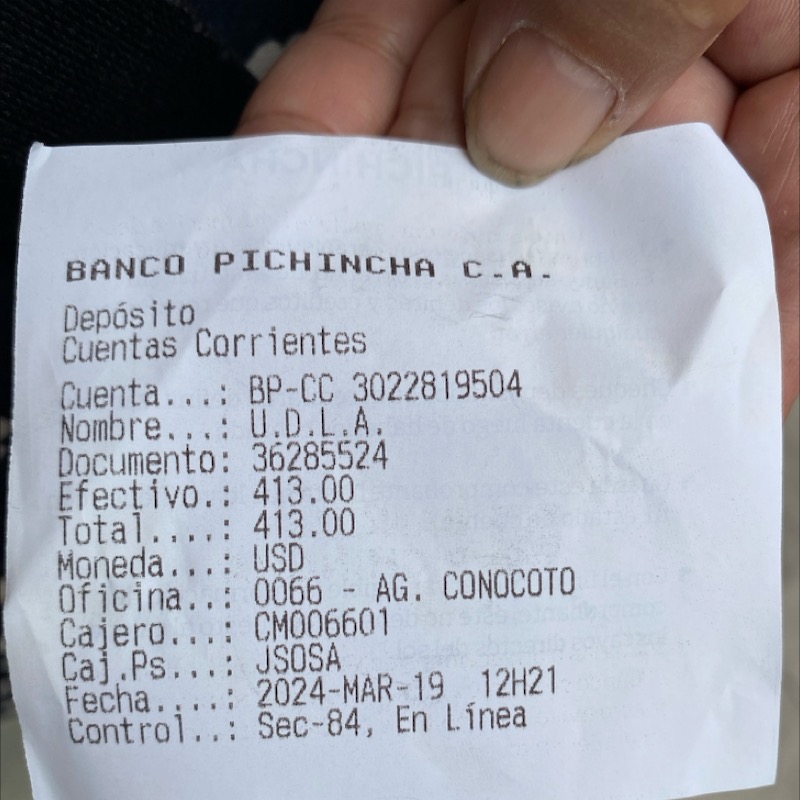 BANCO PICHINCHA C.A.
Depósito
Cuentas Corrientes
Cuenta...: BP-CC 3022819504
Nombre...: U.D.L.A.
Documento: 36285524
Efectivo.: 413.00
Total....: 413.00
Moneda...: USD
Oficina..: 0066 - AG. CONOCOTO
Cajero...: CM006601
Caj.Ps...: JSOSA
Fecha....: 2024-MAR-19 12H21
Control..: Sec-84, En Línea